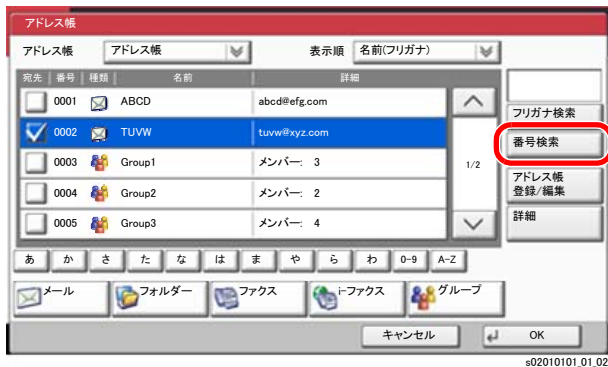 アドレス帳
アドレス帳 アドレス帳 表示順 名前(フリガナ)
宛先 番号 種類 名前 詳細
0001 ABCD abcd@efg.com
フリガナ検索
0002 TUVW tuvw@xyz.com
番号検索
0003 Group1 メンバー: 3 1/2
アドレス帳
登録/編集
0004 Group2 メンバー: 2
0005 Group3 メンバー: 4 詳細
あ か さ た な は ま や ら わ 0-9 A-Z
メール フォルダー ファクス i-ファクス グループ
キャンセル OK
s02010101_01_02